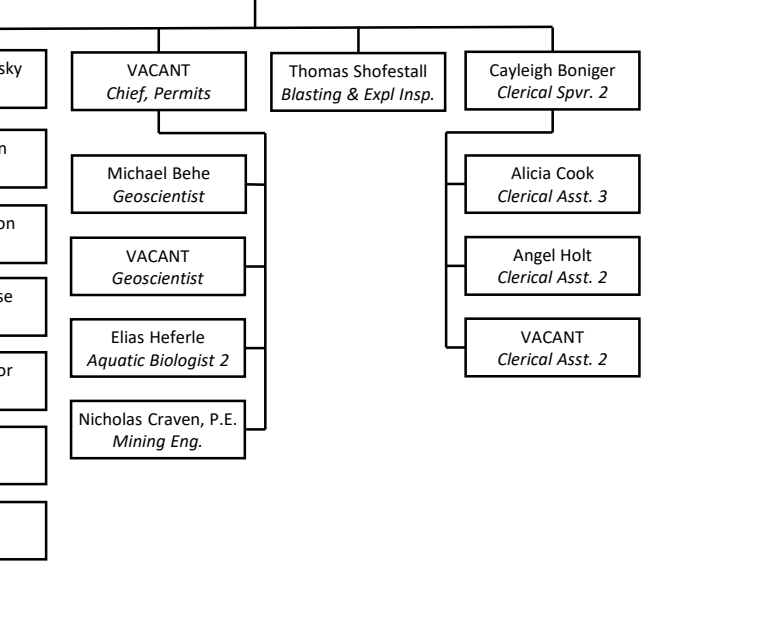 sky
n
on
se
or
VACANT
Chief, Permits
Michael Behe
Geoscientist
VACANT
Geoscientist
Elias Heferle
Aquatic Biologist 2
Nicholas Craven, P.E.
Mining Eng.
Thomas Shofestall
Blasting & Expl Insp.
Cayleigh Boniger
Clerical Spvr. 2
Alicia Cook
Clerical Asst. 3
Angel Holt
Clerical Asst. 2
VACANT
Clerical Asst. 2